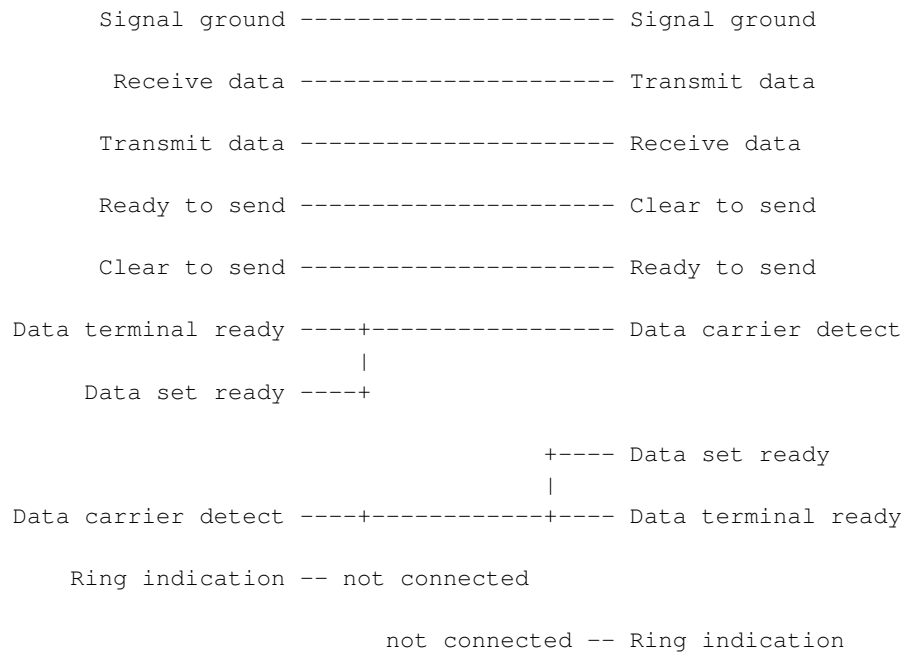 Signal ground ---------------------- Signal ground
Receive data ---------------------- Transmit data
Transmit data ---------------------- Receive data
Ready to send ---------------------- Clear to send
Clear to send ---------------------- Ready to send
Data terminal ready ----+----------------- Data carrier detect
|
Data set ready ----+
+---- Data set ready
|
Data carrier detect ----+------------+---- Data terminal ready
Ring indication -- not connected
not connected -- Ring indication